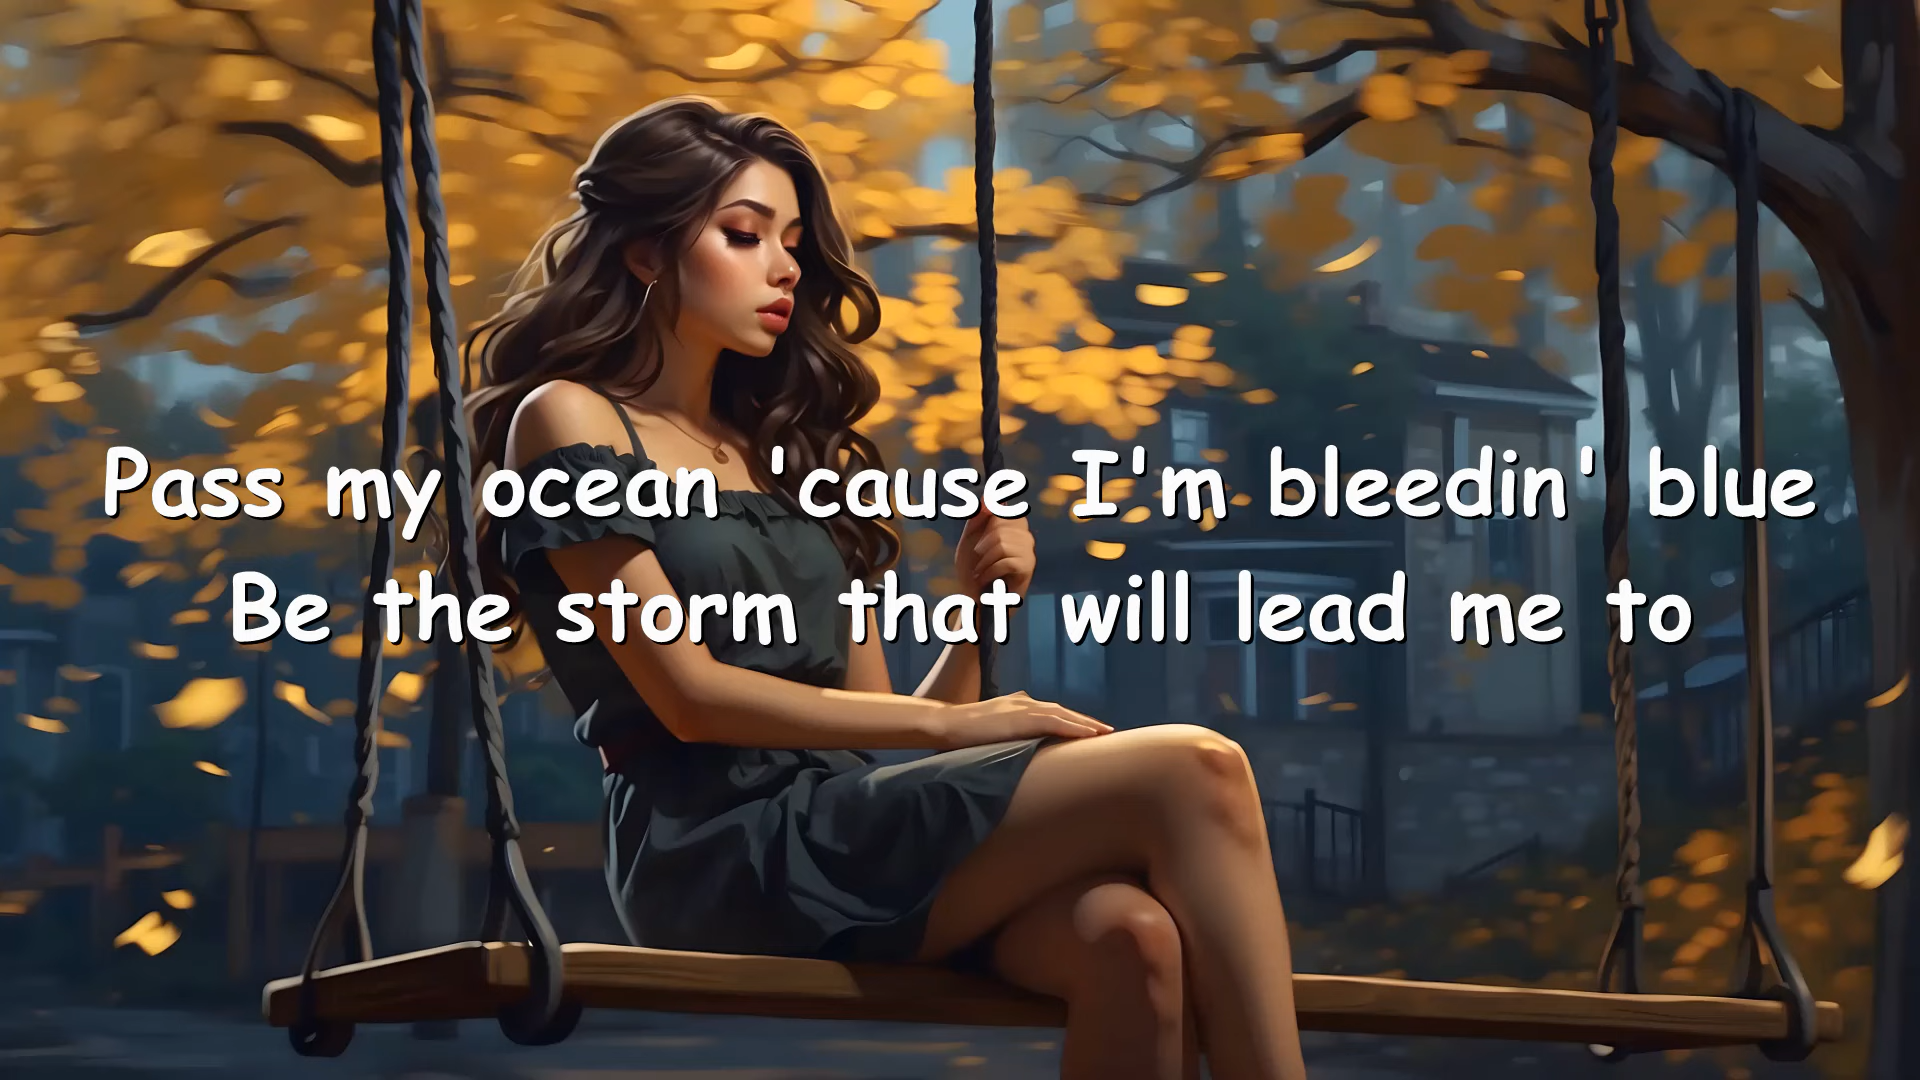 Pass my ocean 'cause I'm bleedin' blue
Be the storm that will lead me to